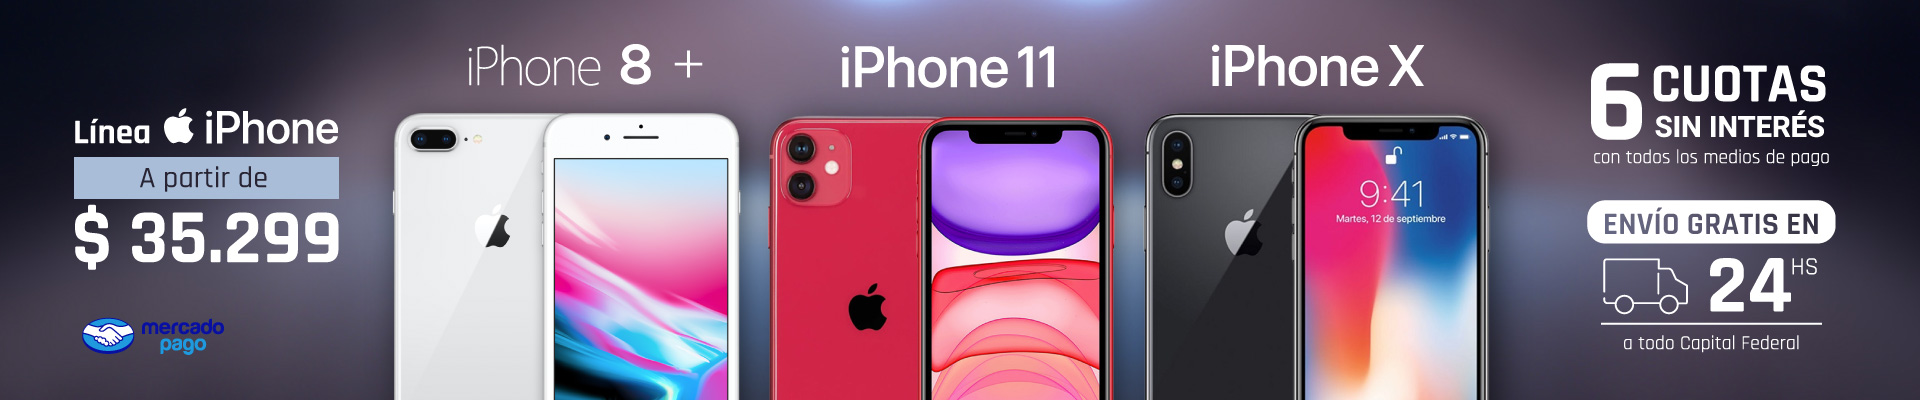 Línea iPhone
A partir de
$ 35.299
mercado
pago
iPhone 8 +
iPhone 11
iPhone X
9:41
Martes, 12 de septiembre
6 CUOTAS
SIN INTERÉS
con todos los medios de pago
ENVÍO GRATIS EN
24 HS
a todo Capital Federal